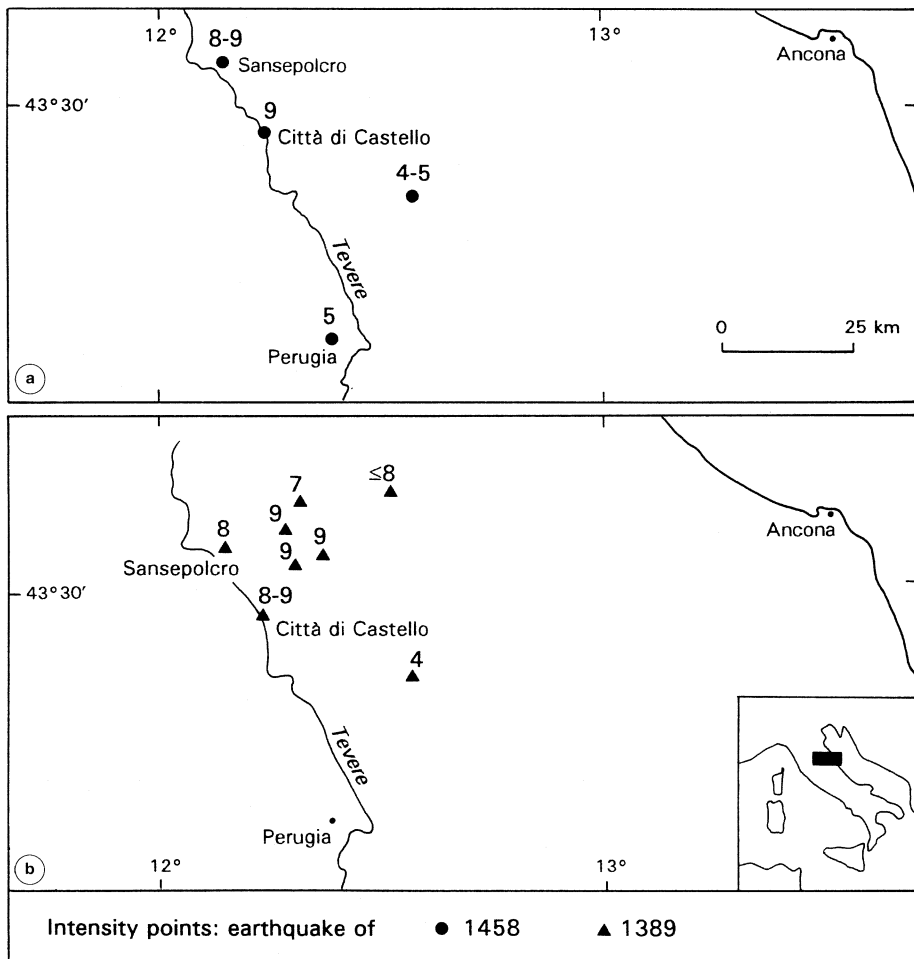 12°
13°
8-9
Sansepolcro
Ancona
43°30'
9
Città di Castello
4-5
Tevere
5
Perugia
0
25 km
a
≤8
7
9
8
9
9
Ancona
Sansepolcro
43°30'
8-9
Città di Castello
4
Tevere
Perugia
12°
13°
b
Intensity points: earthquake of ● 1458 ▲ 1389